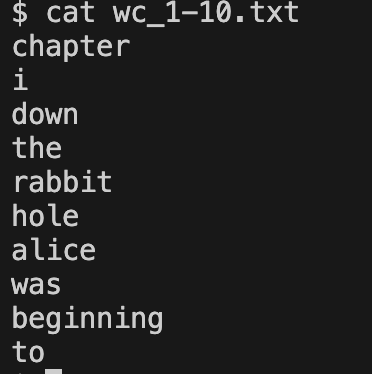 $ cat wc_1-10.txt
chapter
i
down
the
rabbit
hole
alice
was
beginning
to